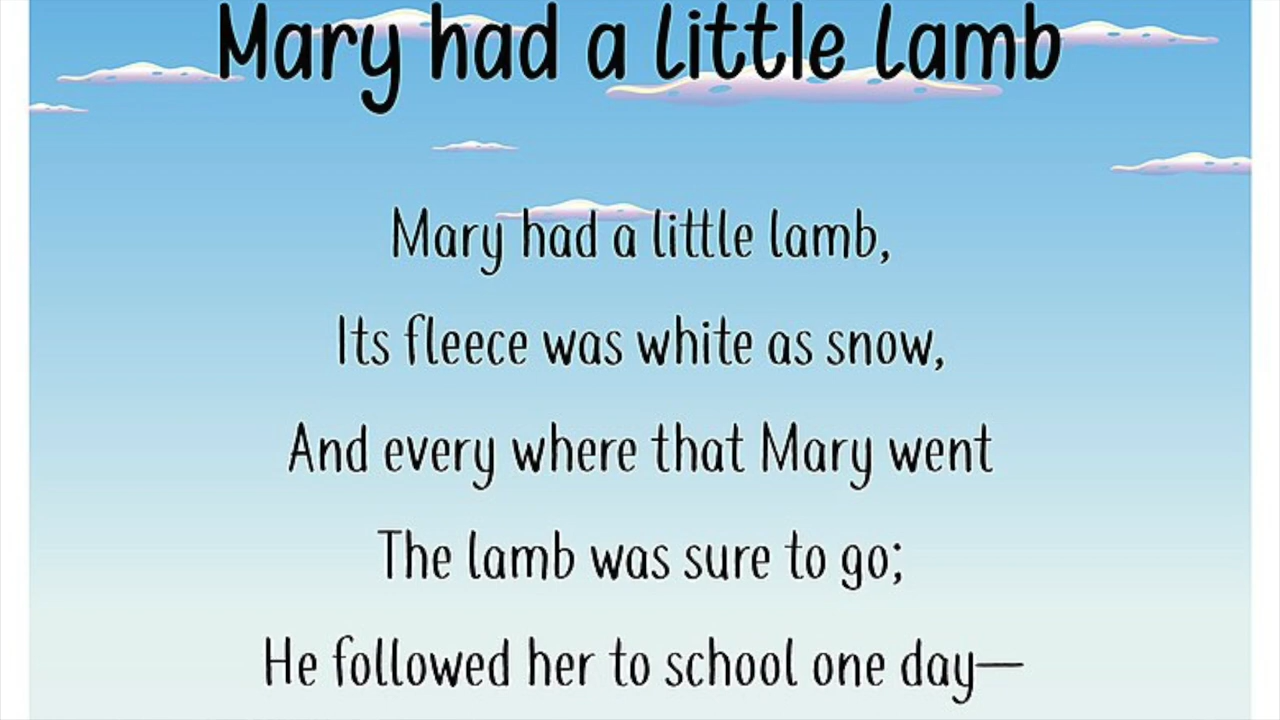 Mary had a little lamb
Mary had a little lamb,
Its fleece was white as snow,
And every where that Mary went
The lamb was sure to go;
He followed her to school one day—